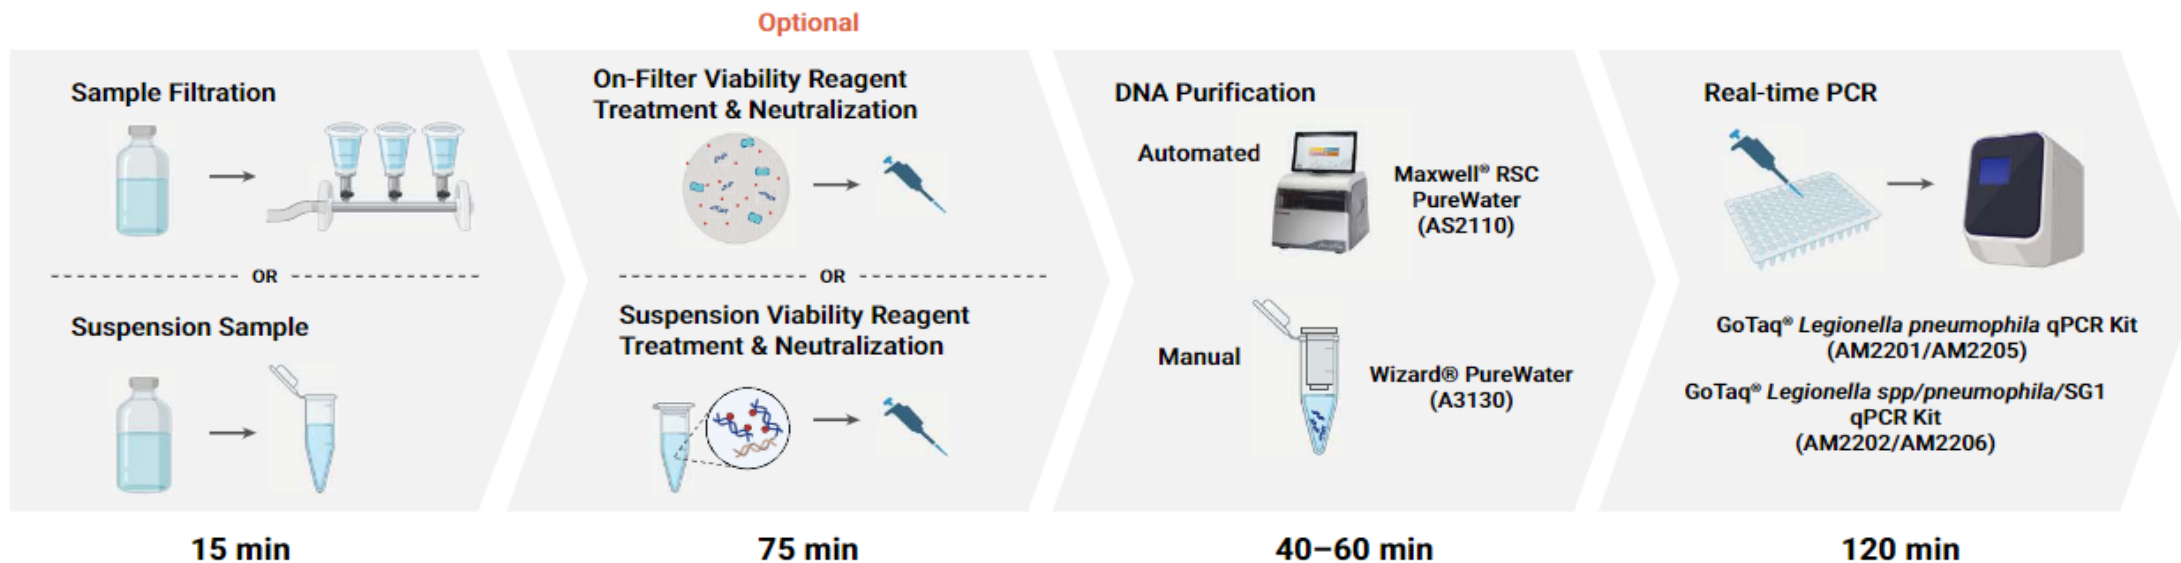 Optional
Sample Filtration
OR
Suspension Sample
15 min
On-Filter Viability Reagent
Treatment & Neutralization
OR
Suspension Viability Reagent
Treatment & Neutralization
75 min
DNA Purification
Automated
Maxwell® RSC
PureWater
(AS2110)
Manual
Wizard® PureWater
(A3130)
40–60 min
Real-time PCR
GoTaq® Legionella pneumophila qPCR Kit
(AM2201/AM2205)
GoTaq® Legionella spp/pneumophila/SG1
qPCR Kit
(AM2202/AM2206)
120 min